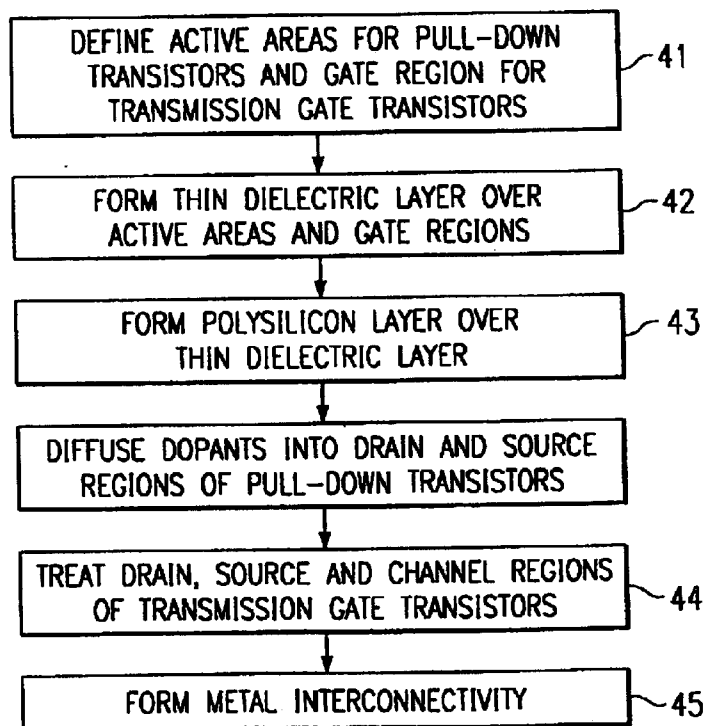 DEFINE ACTIVE AREAS FOR PULL-DOWN
TRANSISTORS AND GATE REGION FOR
TRANSMISSION GATE TRANSISTORS
41
FORM THIN DIELECTRIC LAYER OVER
ACTIVE AREAS AND GATE REGIONS
42
FORM POLYSILICON LAYER OVER
THIN DIELECTRIC LAYER
43
DIFFUSE DOPANTS INTO DRAIN AND SOURCE
REGIONS OF PULL-DOWN TRANSISTORS
TREAT DRAIN, SOURCE AND CHANNEL REGIONS
OF TRANSMISSION GATE TRANSISTORS
44
FORM METAL INTERCONNECTIVITY
45